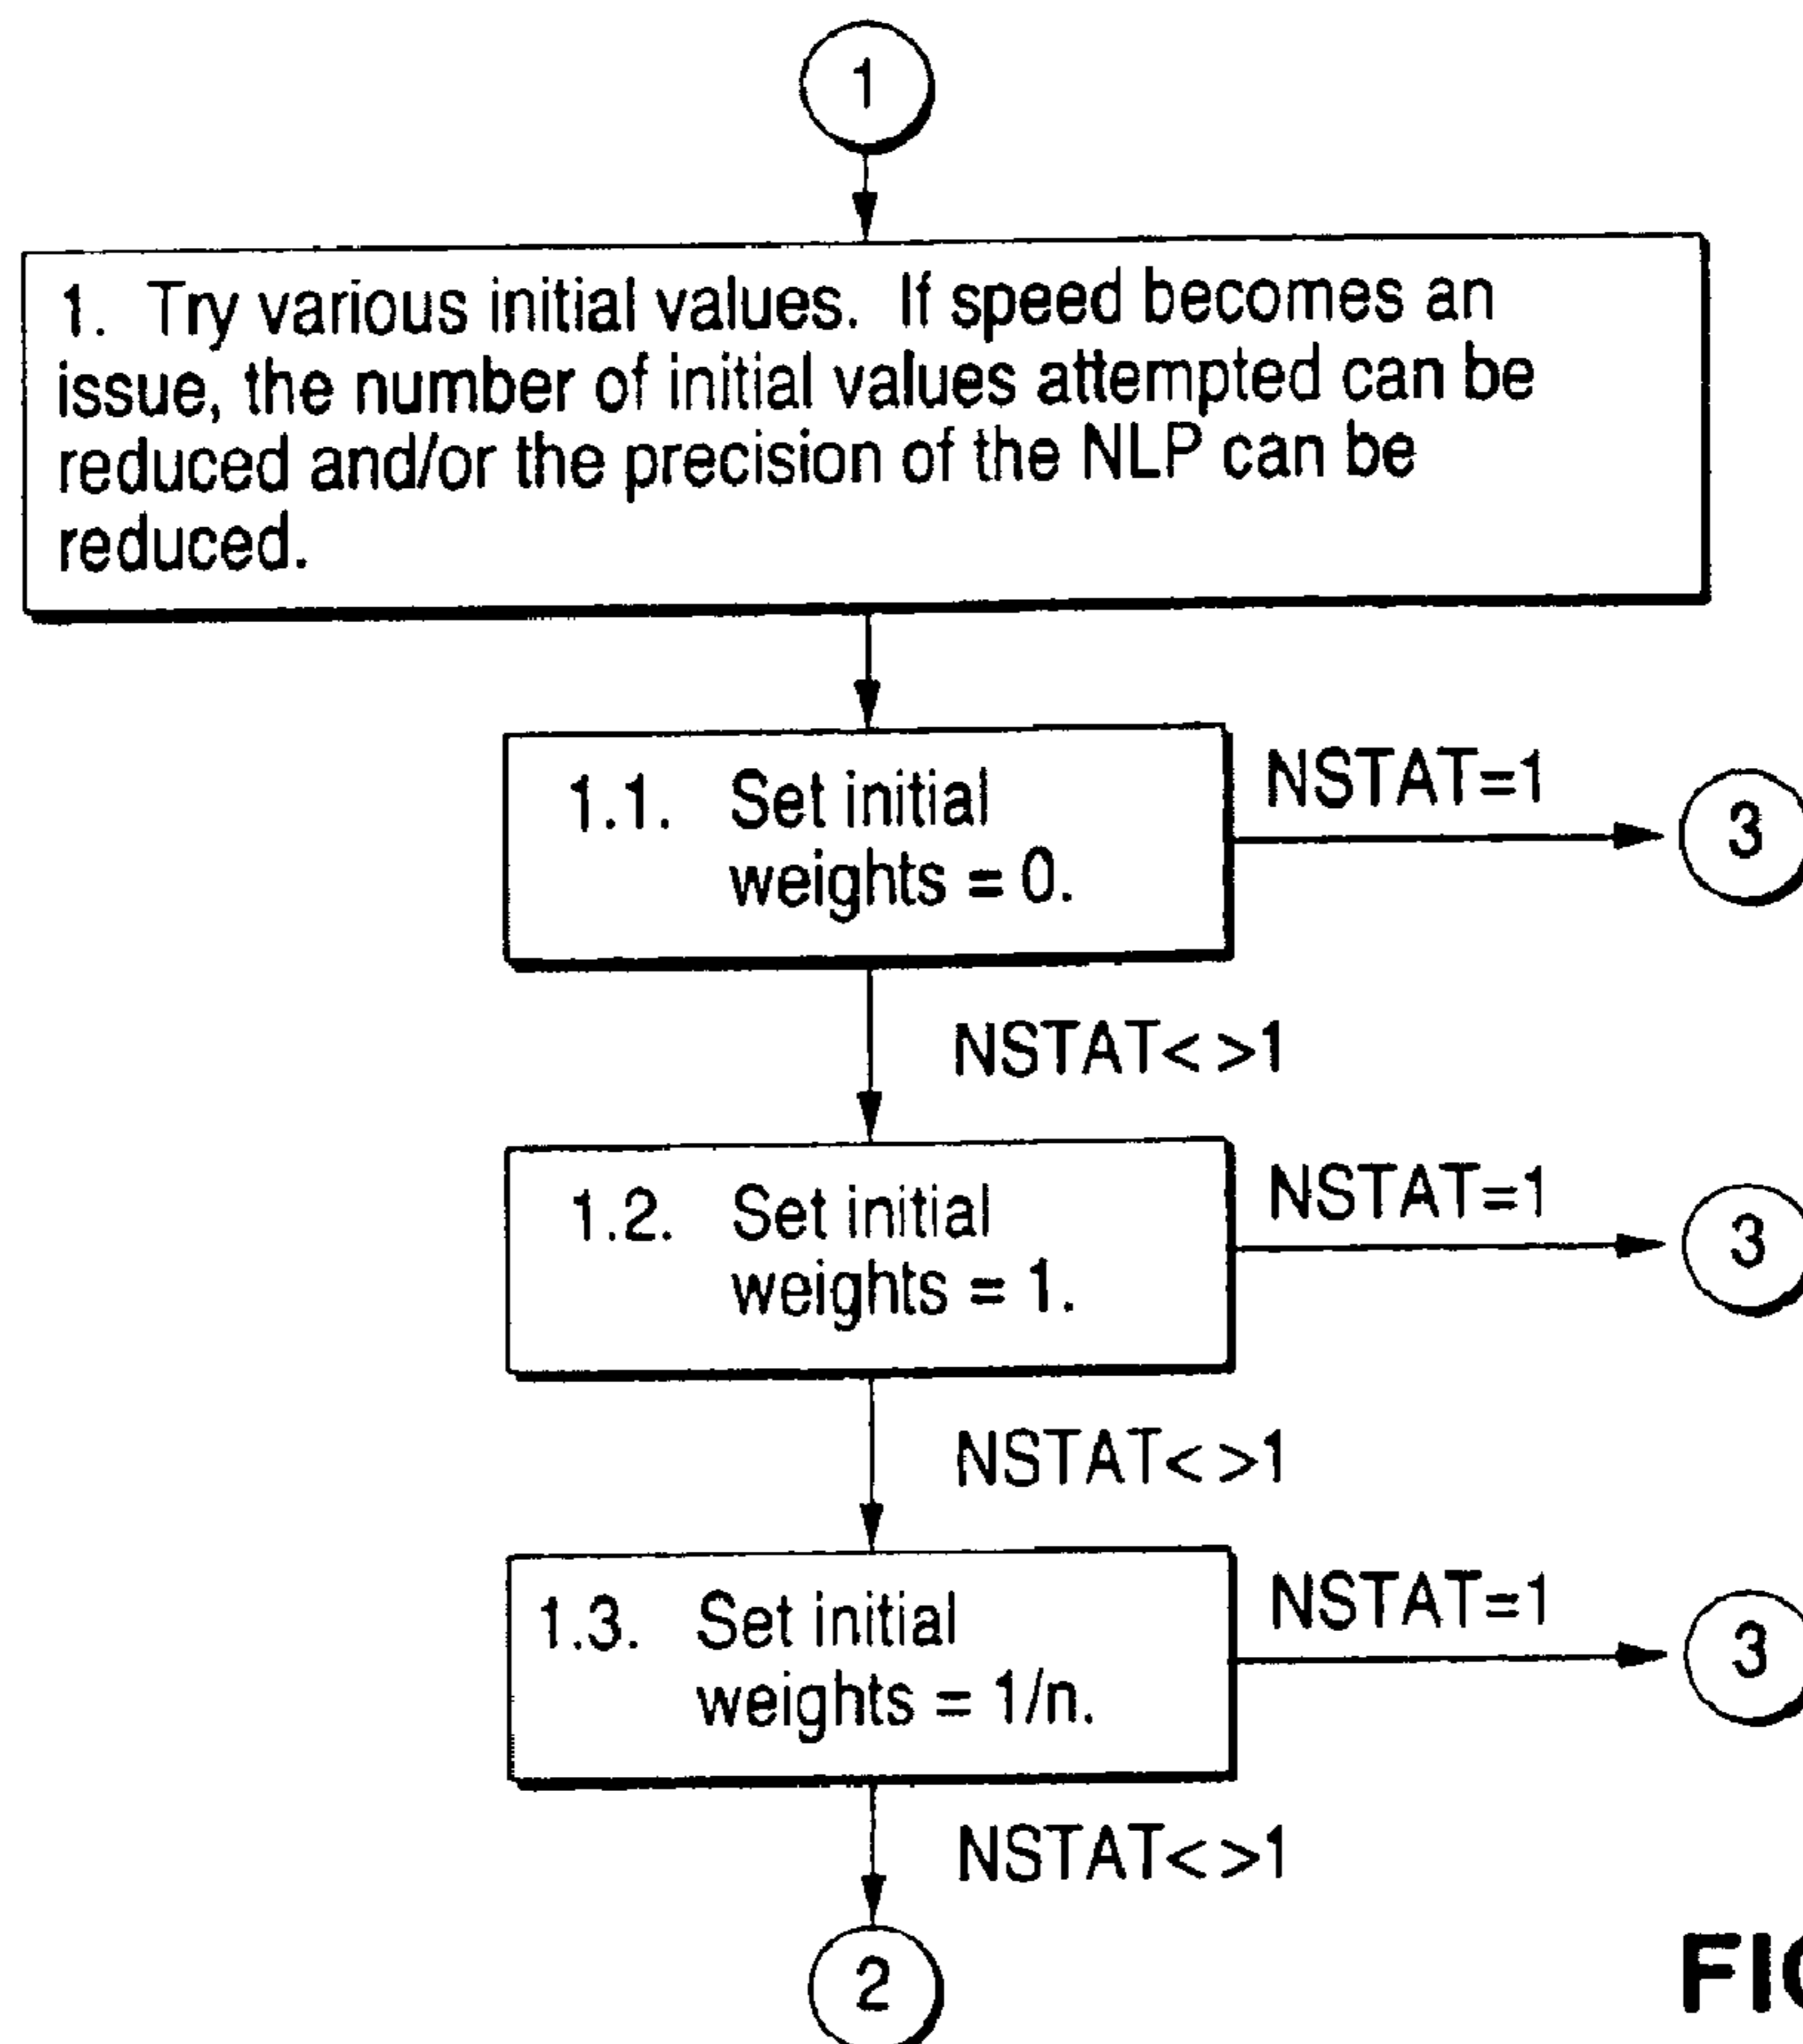 1
1. Try various initial values. If speed becomes an
issue, the number of initial values attempted can be
reduced and/or the precision of the NLP can be
reduced.
1.1. Set initial
weights = 0.
NSTAT=1
3
NSTAT< >1
1.2. Set initial
weights = 1.
NSTAT=1
3
NSTAT< >1
1.3. Set initial
weights = 1/n.
NSTAT=1
3
NSTAT< >1
2